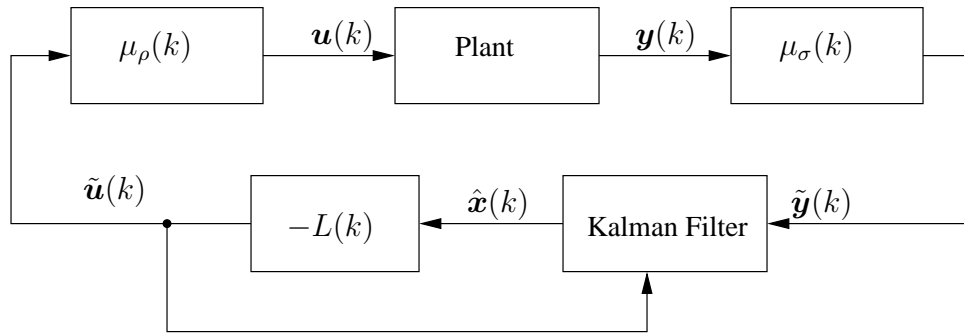 μ_ρ(k)
u(k)
Plant
y(k)
μ_σ(k)
ũ(k)
−L(k)
x̂(k)
Kalman Filter
ỹ(k)